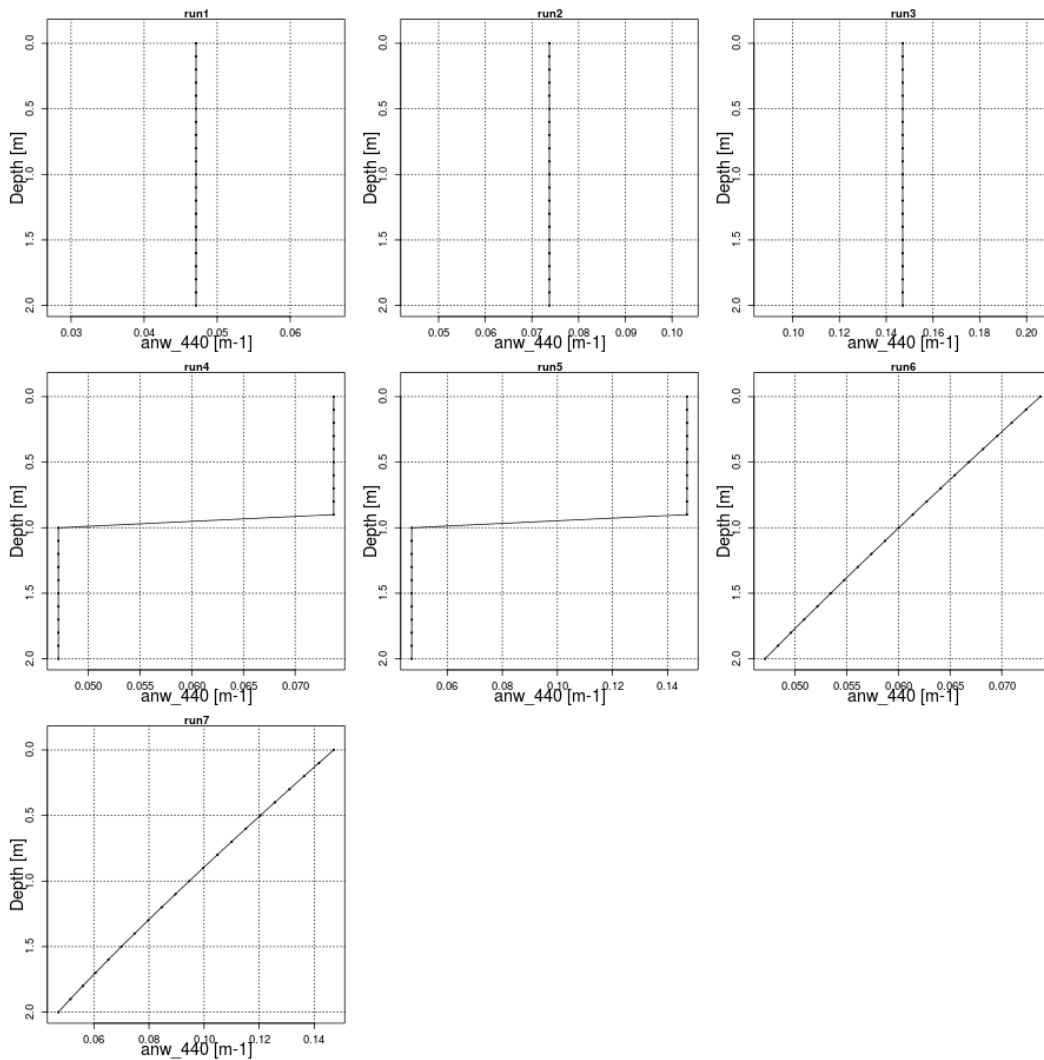 run1
Depth [m]
0.0
0.5
1.0
1.5
2.0
0.03 0.04 0.05 0.06
anw_440 [m-1]
run2
Depth [m]
0.0
0.5
1.0
1.5
2.0
0.05 0.06 0.07 0.08 0.09 0.10
anw_440 [m-1]
run3
Depth [m]
0.0
0.5
1.0
1.5
2.0
0.10 0.12 0.14 0.16 0.18 0.20
anw_440 [m-1]
run4
Depth [m]
0.0
0.5
1.0
1.5
2.0
0.050 0.055 0.060 0.065 0.070
anw_440 [m-1]
run5
Depth [m]
0.0
0.5
1.0
1.5
2.0
0.06 0.08 0.10 0.12 0.14
anw_440 [m-1]
run6
Depth [m]
0.0
0.5
1.0
1.5
2.0
0.050 0.055 0.060 0.065 0.070
anw_440 [m-1]
run7
Depth [m]
0.0
0.5
1.0
1.5
2.0
0.06 0.08 0.10 0.12 0.14
anw_440 [m-1]